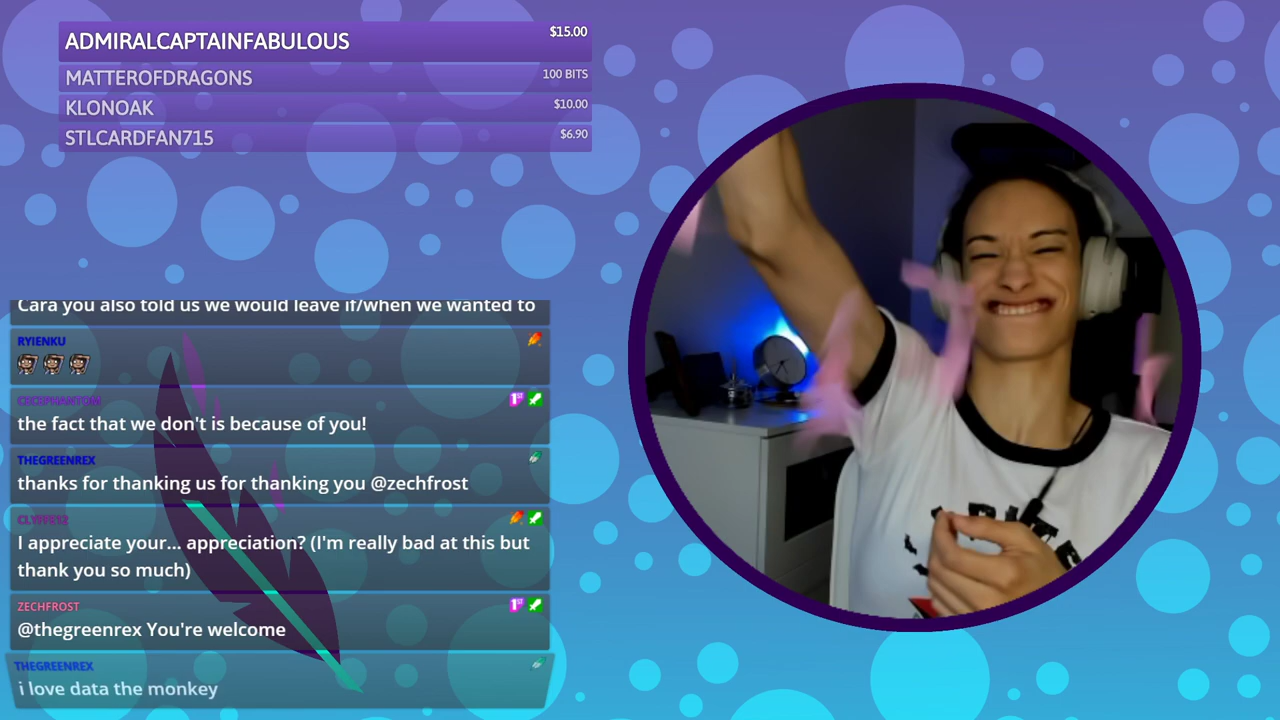 ADMIRALCAPTAINFABULOUS $15.00
MATTEROFDRAGONS 100 BITS
KLONOAK $10.00
STLCARDFAN715 $6.90
Cara you also told us we would leave if/when we wanted to
RYIENKU
the fact that we don't is because of you!
THEGREENREX
thanks for thanking us for thanking you @zechfrost
I appreciate your... appreciation? (I'm really bad at this but
thank you so much)
ZECHFROST
@thegreenrex You're welcome
THEGREENREX
i love data the monkey